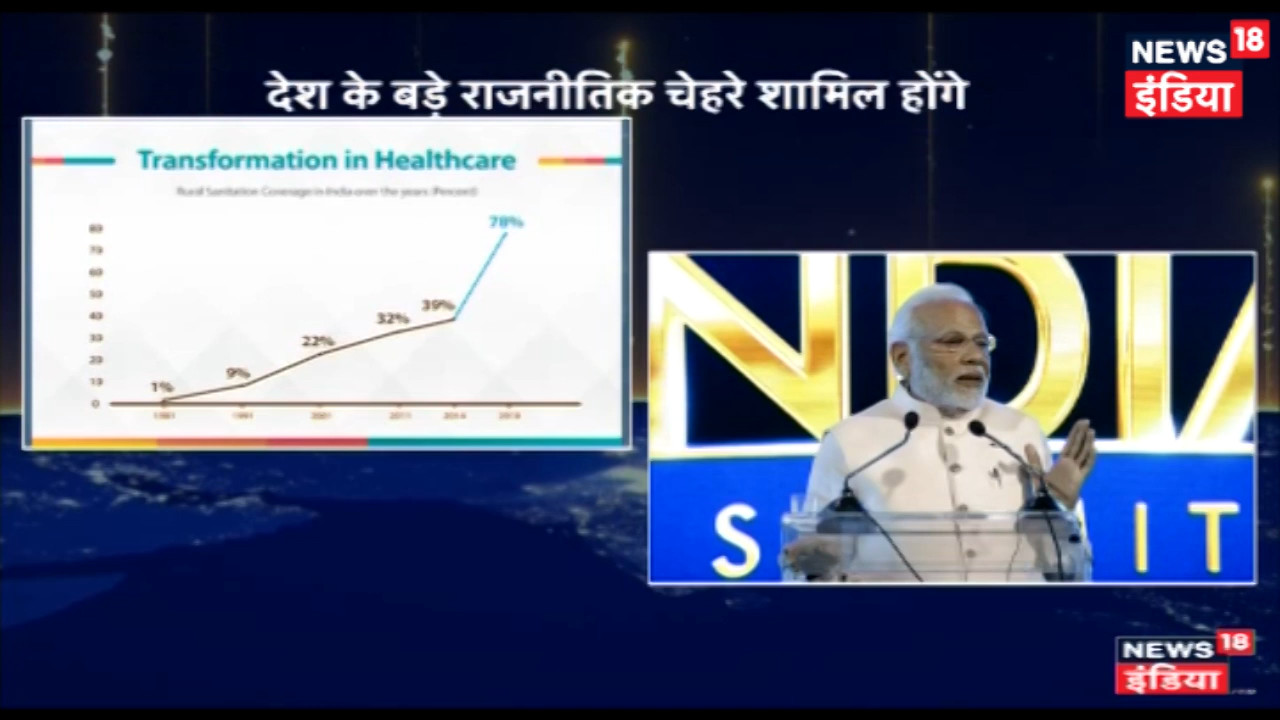 NEWS 18
इंडिया
देश के बड़े राजनीतिक चेहरे शामिल होंगे
Transformation in Healthcare
Rural Sanitation Coverage in India over the years (Percent)
80
70
60
50
40
30
20
10
0
1%
9%
22%
32%
39%
78%
1981 1991 2001 2011 2014 2018
NDIA
S IT
NEWS 18
इंडिया